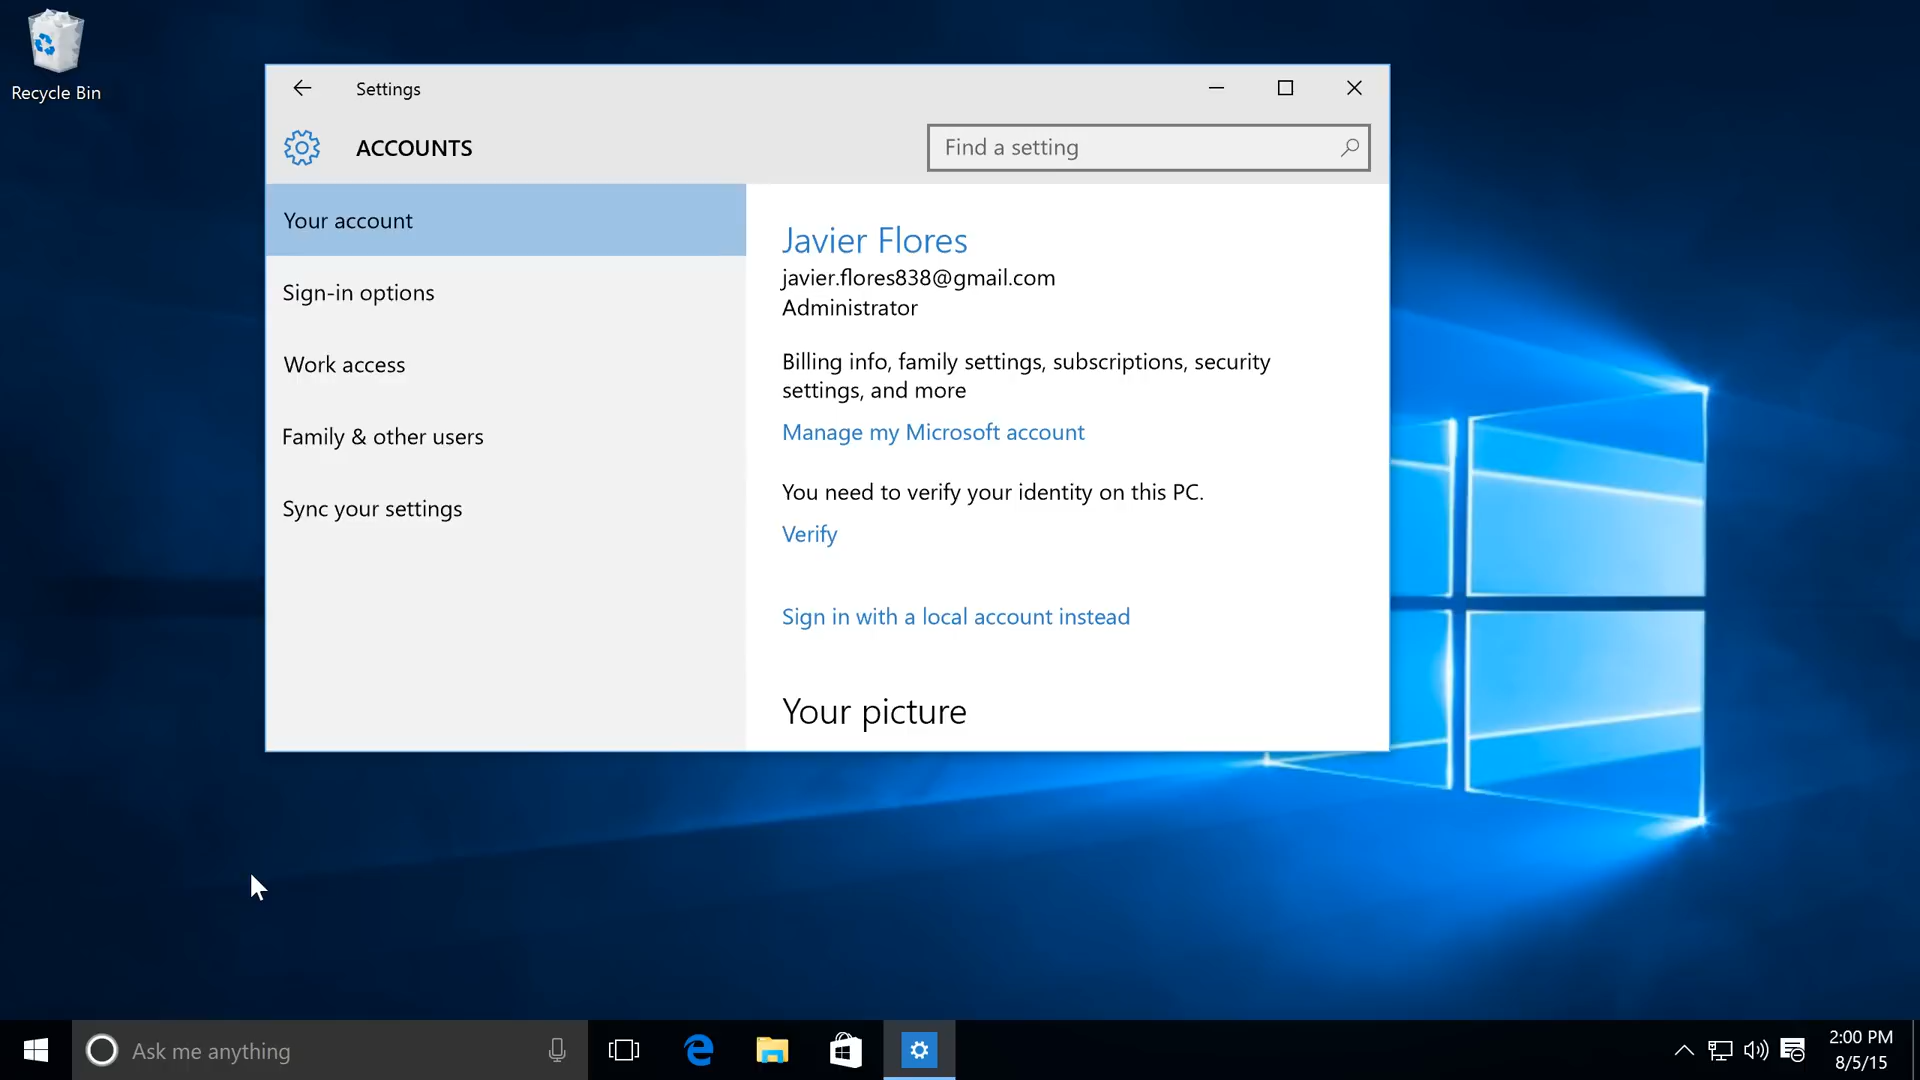 Recycle Bin
Settings
ACCOUNTS
Find a setting
Your account
Sign-in options
Work access
Family & other users
Sync your settings
Javier Flores
javier.flores838@gmail.com
Administrator
Billing info, family settings, subscriptions, security
settings, and more
Manage my Microsoft account
You need to verify your identity on this PC.
Verify
Sign in with a local account instead
Your picture
Ask me anything
2:00 PM
8/5/15